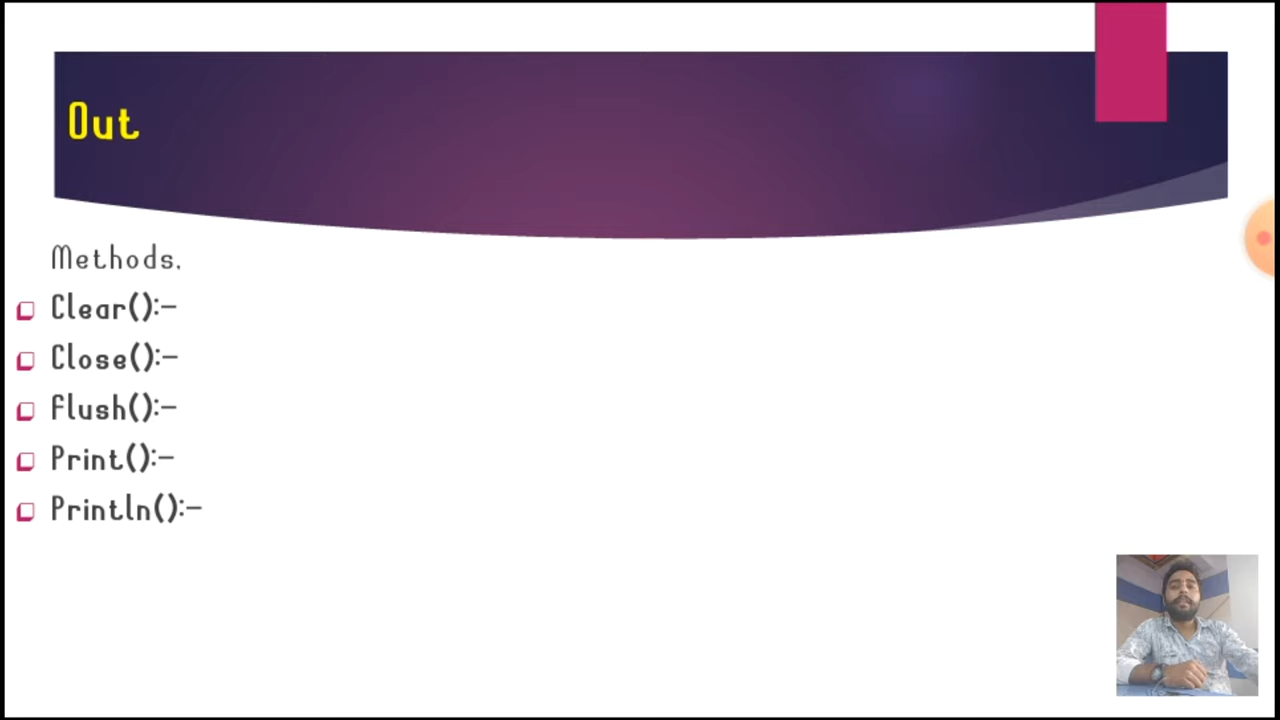 Out
Methods.
Clear():-
Close():-
Flush():-
Print():-
Println():-